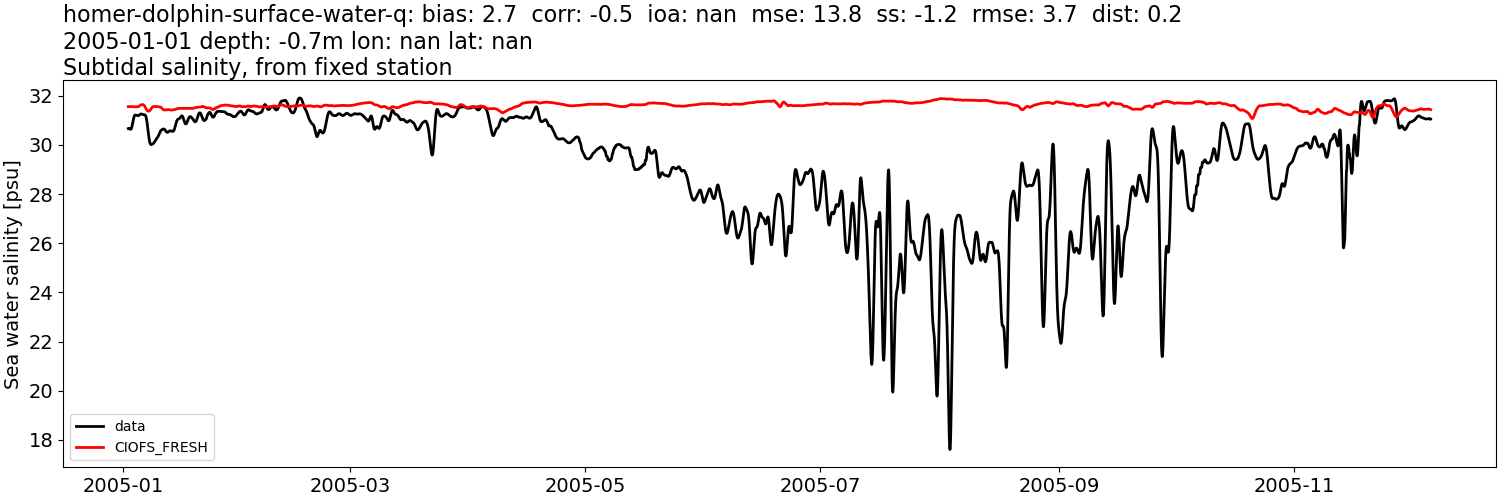 homer-dolphin-surface-water-q: bias: 2.7  corr: -0.5  ioa: nan  mse: 13.8  ss: -1.2  rmse: 3.7  dist: 0.2
2005-01-01 depth: -0.7m lon: nan lat: nan
Subtidal salinity, from fixed station
Sea water salinity [psu]
32
30
28
26
24
22
20
18
data
CIOFS_FRESH
2005-01
2005-03
2005-05
2005-07
2005-09
2005-11